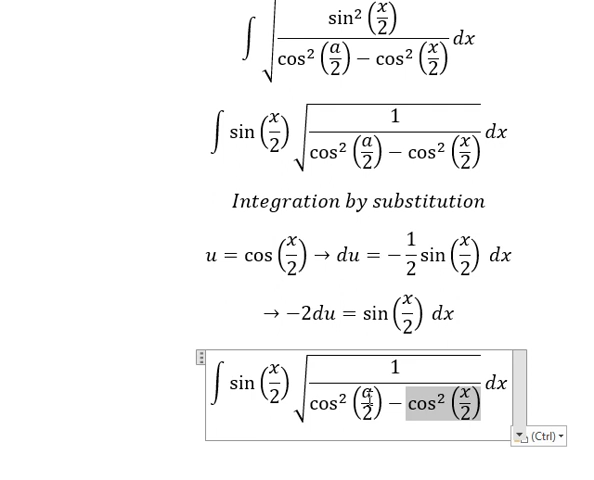 ∫ √(sin² (x/2) / (cos² (a/2) − cos² (x/2))) dx
∫ sin (x/2) √(1 / (cos² (a/2) − cos² (x/2))) dx
Integration by substitution
u = cos (x/2) → du = − 1/2 sin (x/2) dx
→ −2du = sin (x/2) dx
∫ sin (x/2) √(1 / (cos² (a/2) − cos² (x/2))) dx
(Ctrl)